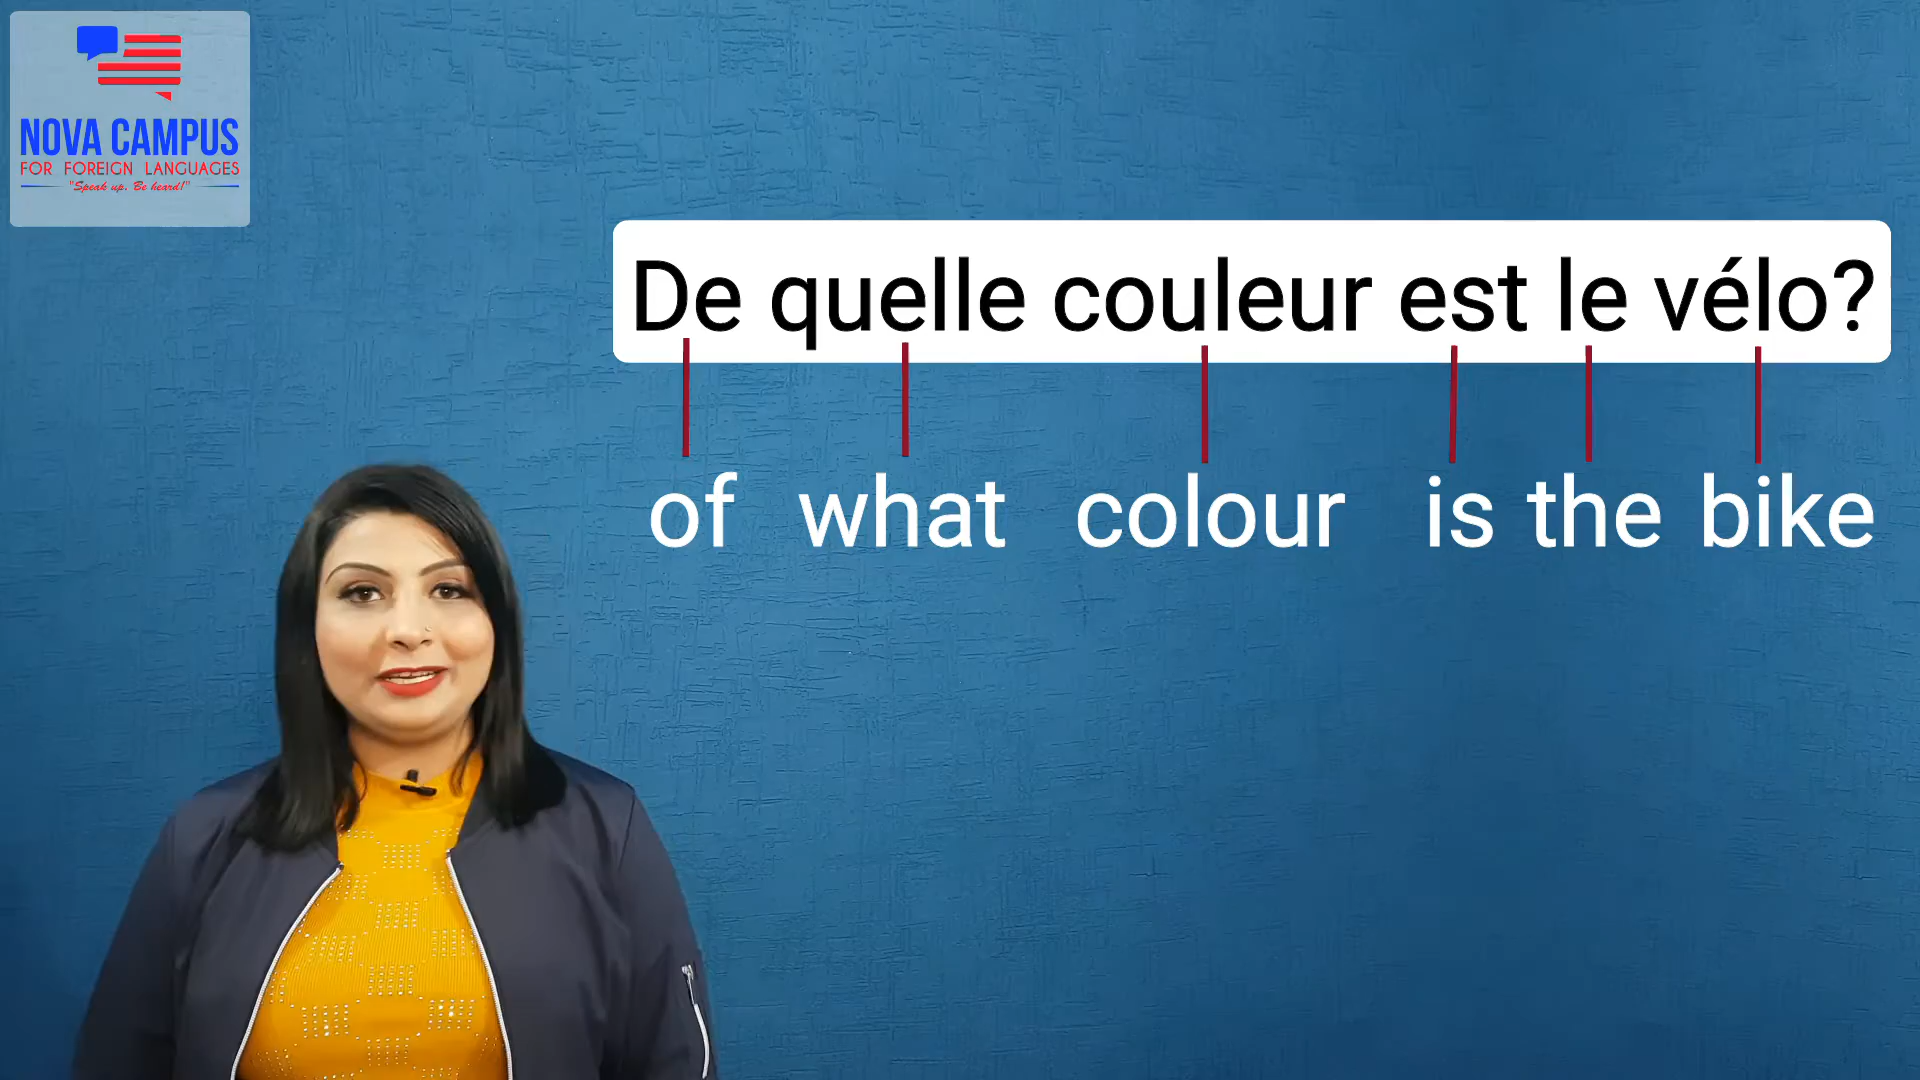 NOVA CAMPUS
FOR FOREIGN LANGUAGES
"Speak up. Be heard!"
De quelle couleur est le vélo?
of what colour is the bike